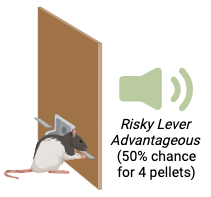 Risky Lever
Advantageous
(50% chance
for 4 pellets)